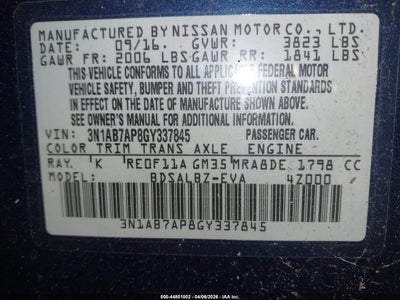 MANUFACTURED BY NISSAN MOTOR CO., LTD.
DATE: 09/16 GVWR: 3823 LBS
GAWR FR: 2006 LBS GAWR RR: 1841 LBS
THIS VEHICLE CONFORMS TO ALL APPLICABLE FEDERAL MOTOR
VEHICLE SAFETY, BUMPER AND THEFT PREVENTION STANDARDS
IN EFFECT ON THE DATE OF MANUFACTURE SHOWN ABOVE.
SEE OWNER'S MANUAL FOR ADDITIONAL INFORMATION.
VIN: 3N1AB7AP8GY337845 PASSENGER CAR.
COLOR TRIM TRANS AXLE ENGINE
RAY. K RE0F11A GM35 MRA8DE 1798 CC
MODEL: BDSALBZ-EVA 4Z000
3N1AB7AP8GY337845
000-44801802 - 04/06/2026 - IAA Inc.